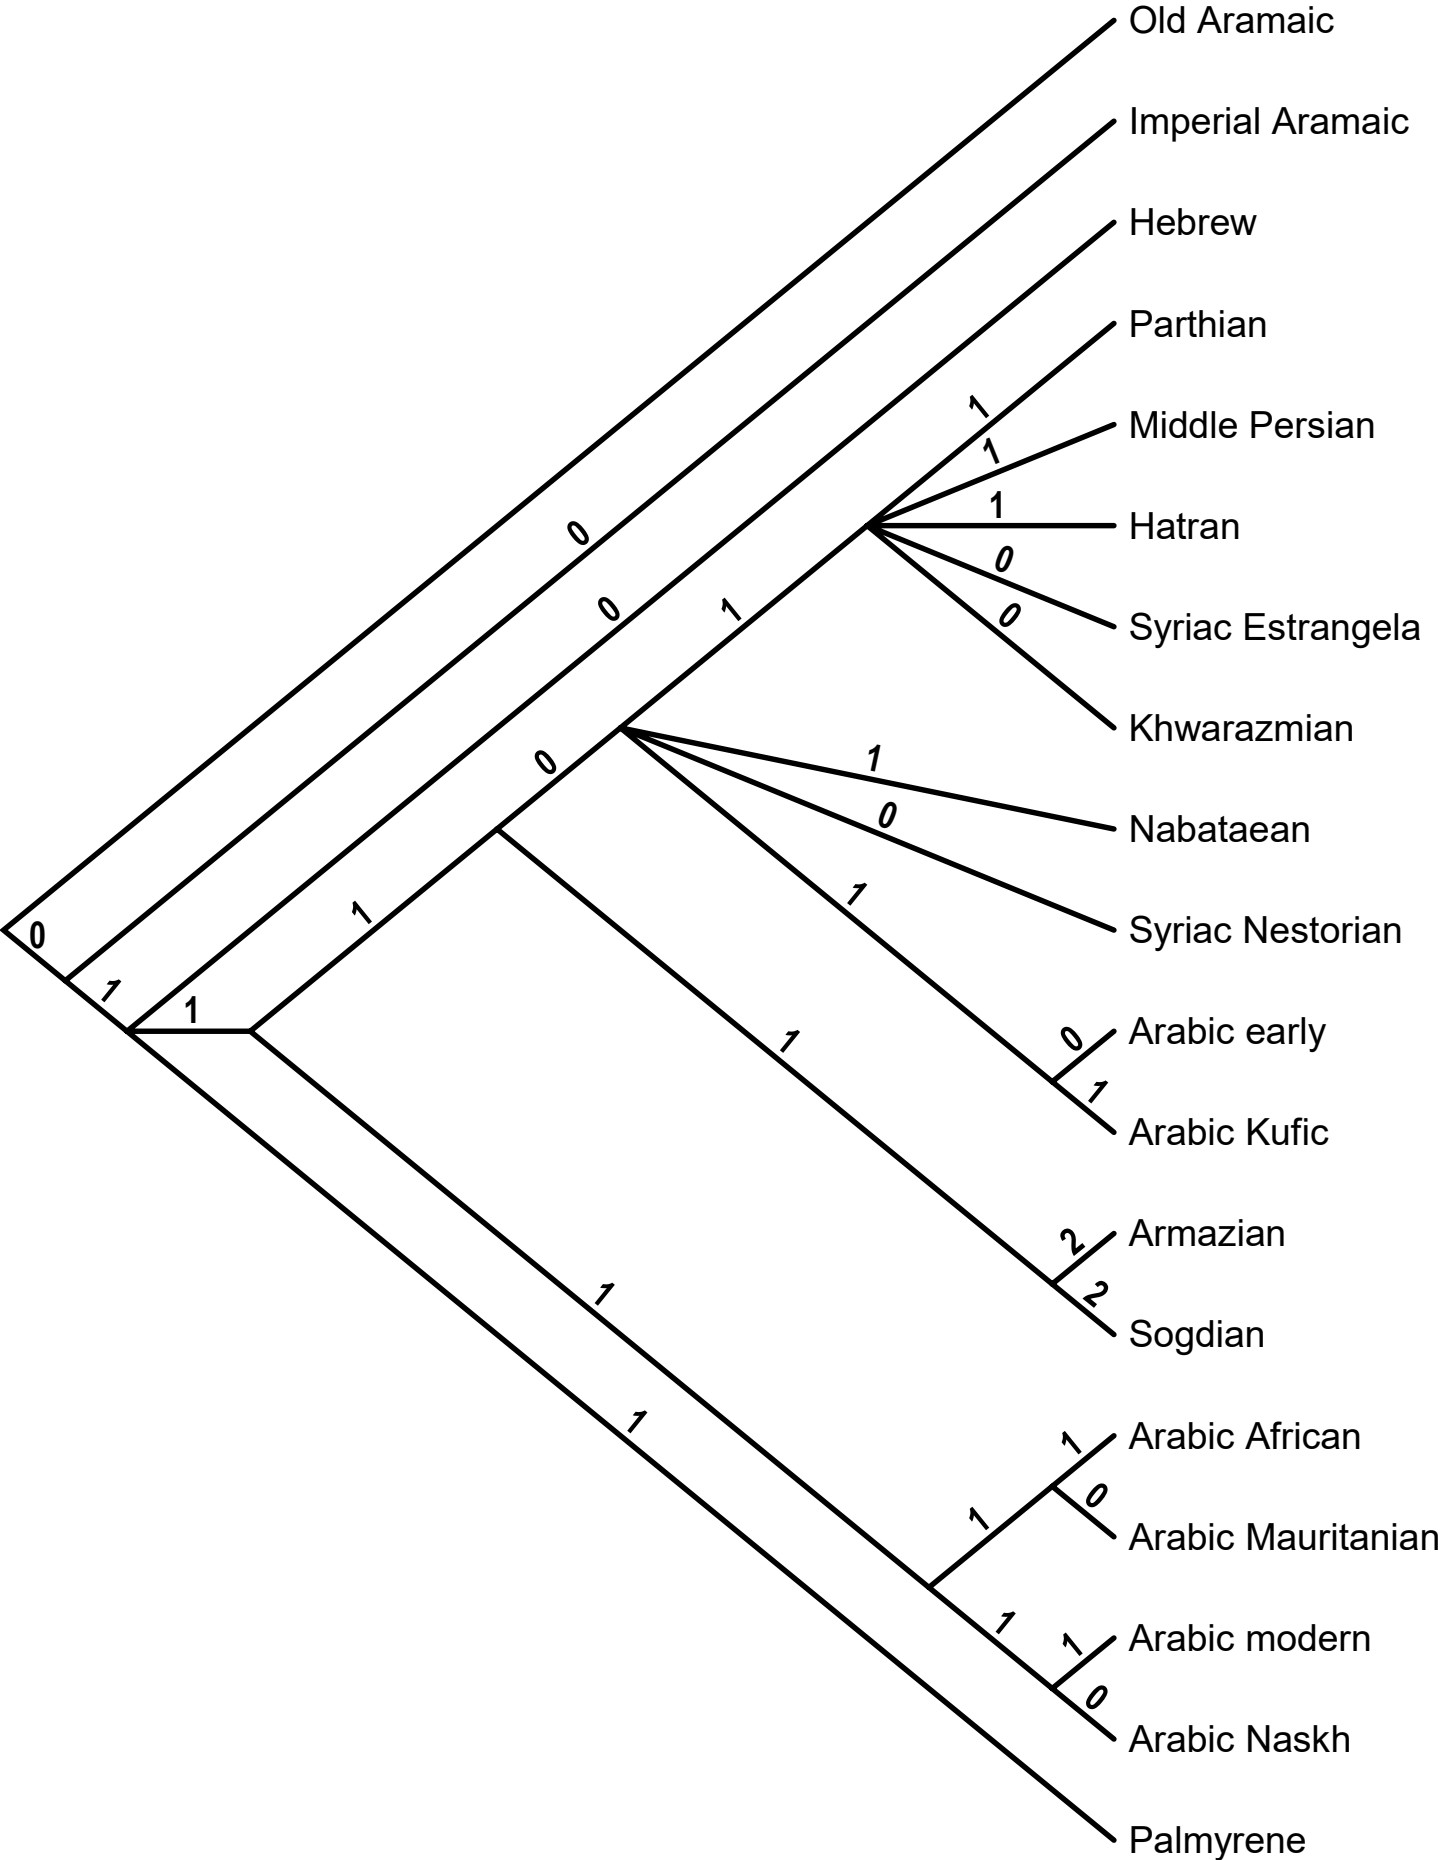 Old Aramaic
Imperial Aramaic
Hebrew
Parthian
1
Middle Persian
1
1
Hatran
0
0
0
Syriac Estrangela
0
1
0
Khwarazmian
1
0
Nabataean
0
1
1
0
Syriac Nestorian
1
1
0
Arabic early
1
1
Arabic Kufic
2
Armazian
2
1
Sogdian
1
1
Arabic African
0
1
Arabic Mauritanian
1
1
Arabic modern
0
Arabic Naskh
Palmyrene